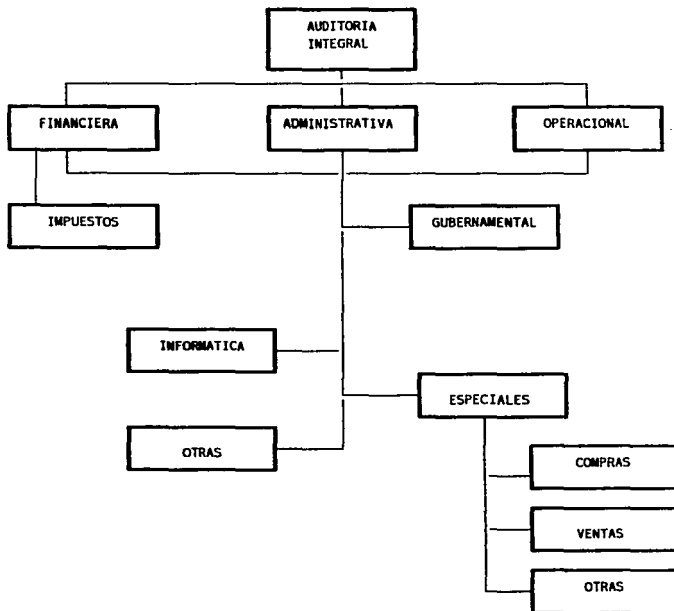 AUDITORIA
INTEGRAL
FINANCIERA
ADMINISTRATIVA
OPERACIONAL
IMPUESTOS
GUBERNAMENTAL
INFORMATICA
ESPECIALES
OTRAS
COMPRAS
VENTAS
OTRAS